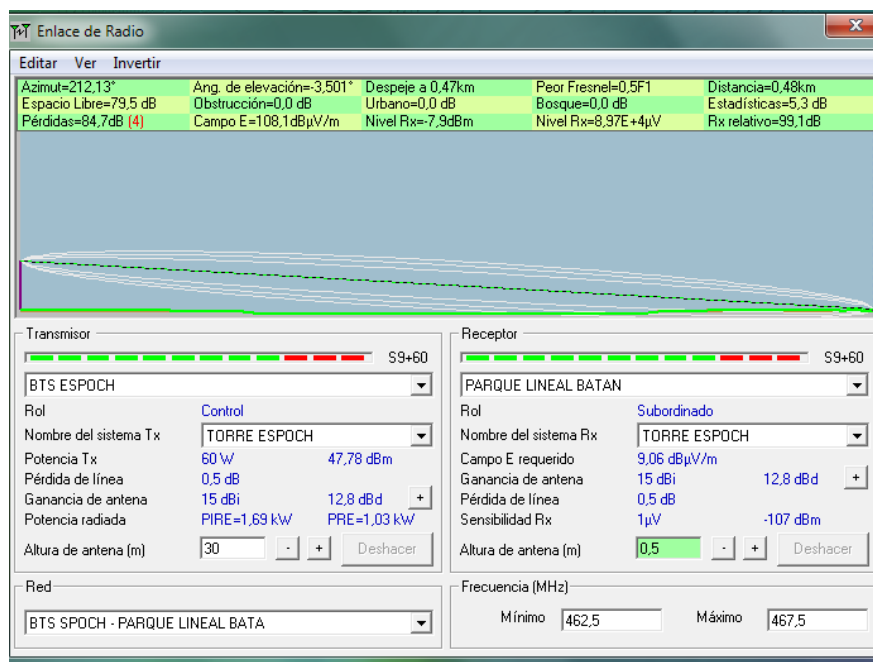 Enlace de Radio
Editar Ver Invertir
Azimut=212,13° Ang. de elevación=-3,501° Despeje a 0,47km Peor Fresnel=0,5F1 Distancia=0,48km
Espacio Libre=79,5 dB Obstrucción=0,0 dB Urbano=0,0 dB Bosque=0,0 dB Estadísticas=5,3 dB
Pérdidas=84,7dB (4) Campo E=108,1dBµV/m Nivel Rx=-7,9dBm Nivel Rx=8,97E+4µV Rx relativo=99,1dB
Transmisor
S9+60
BTS ESPOCH
Rol Control
Nombre del sistema Tx TORRE ESPOCH
Potencia Tx 60 W 47,78 dBm
Pérdida de línea 0,5 dB
Ganancia de antena 15 dBi 12,8 dBd +
Potencia radiada PIRE=1,69 kW PRE=1,03 kW
Altura de antena (m) 30 - + Deshacer
Receptor
S9+60
PARQUE LINEAL BATAN
Rol Subordinado
Nombre del sistema Rx TORRE ESPOCH
Campo E requerido 9,06 dBµV/m
Ganancia de antena 15 dBi 12,8 dBd +
Pérdida de línea 0,5 dB
Sensibilidad Rx 1µV -107 dBm
Altura de antena (m) 0,5 - + Deshacer
Red
BTS SPOCH - PARQUE LINEAL BATA
Frecuencia (MHz)
Mínimo 462,5 Máximo 467,5